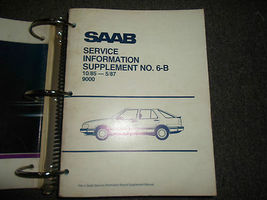 SAAB
SERVICE
INFORMATION
SUPPLEMENT NO. 6-B
10/85 — 5/87
9000